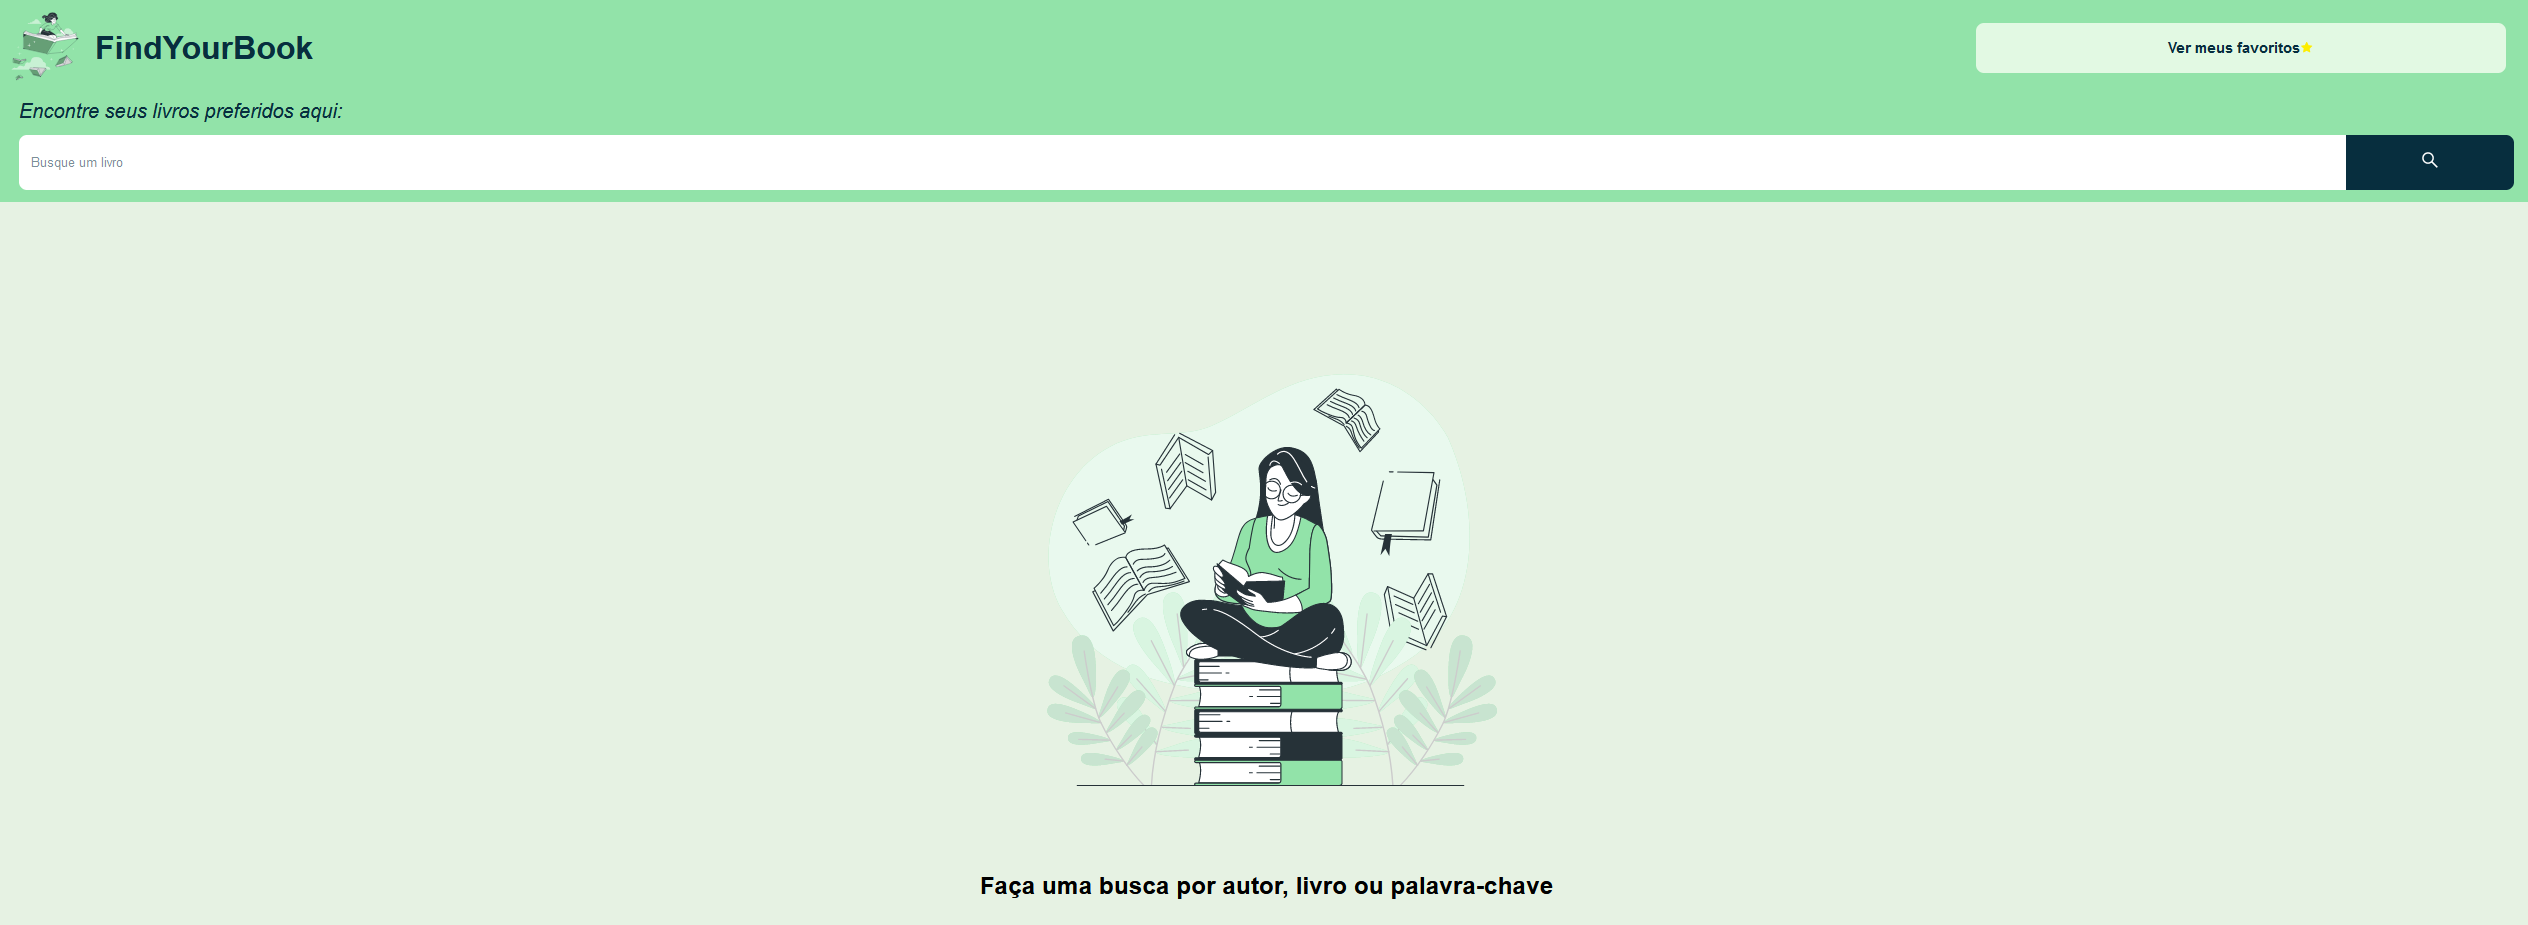 FindYourBook
Ver meus favoritos
Encontre seus livros preferidos aqui:
Busque um livro
Faça uma busca por autor, livro ou palavra-chave